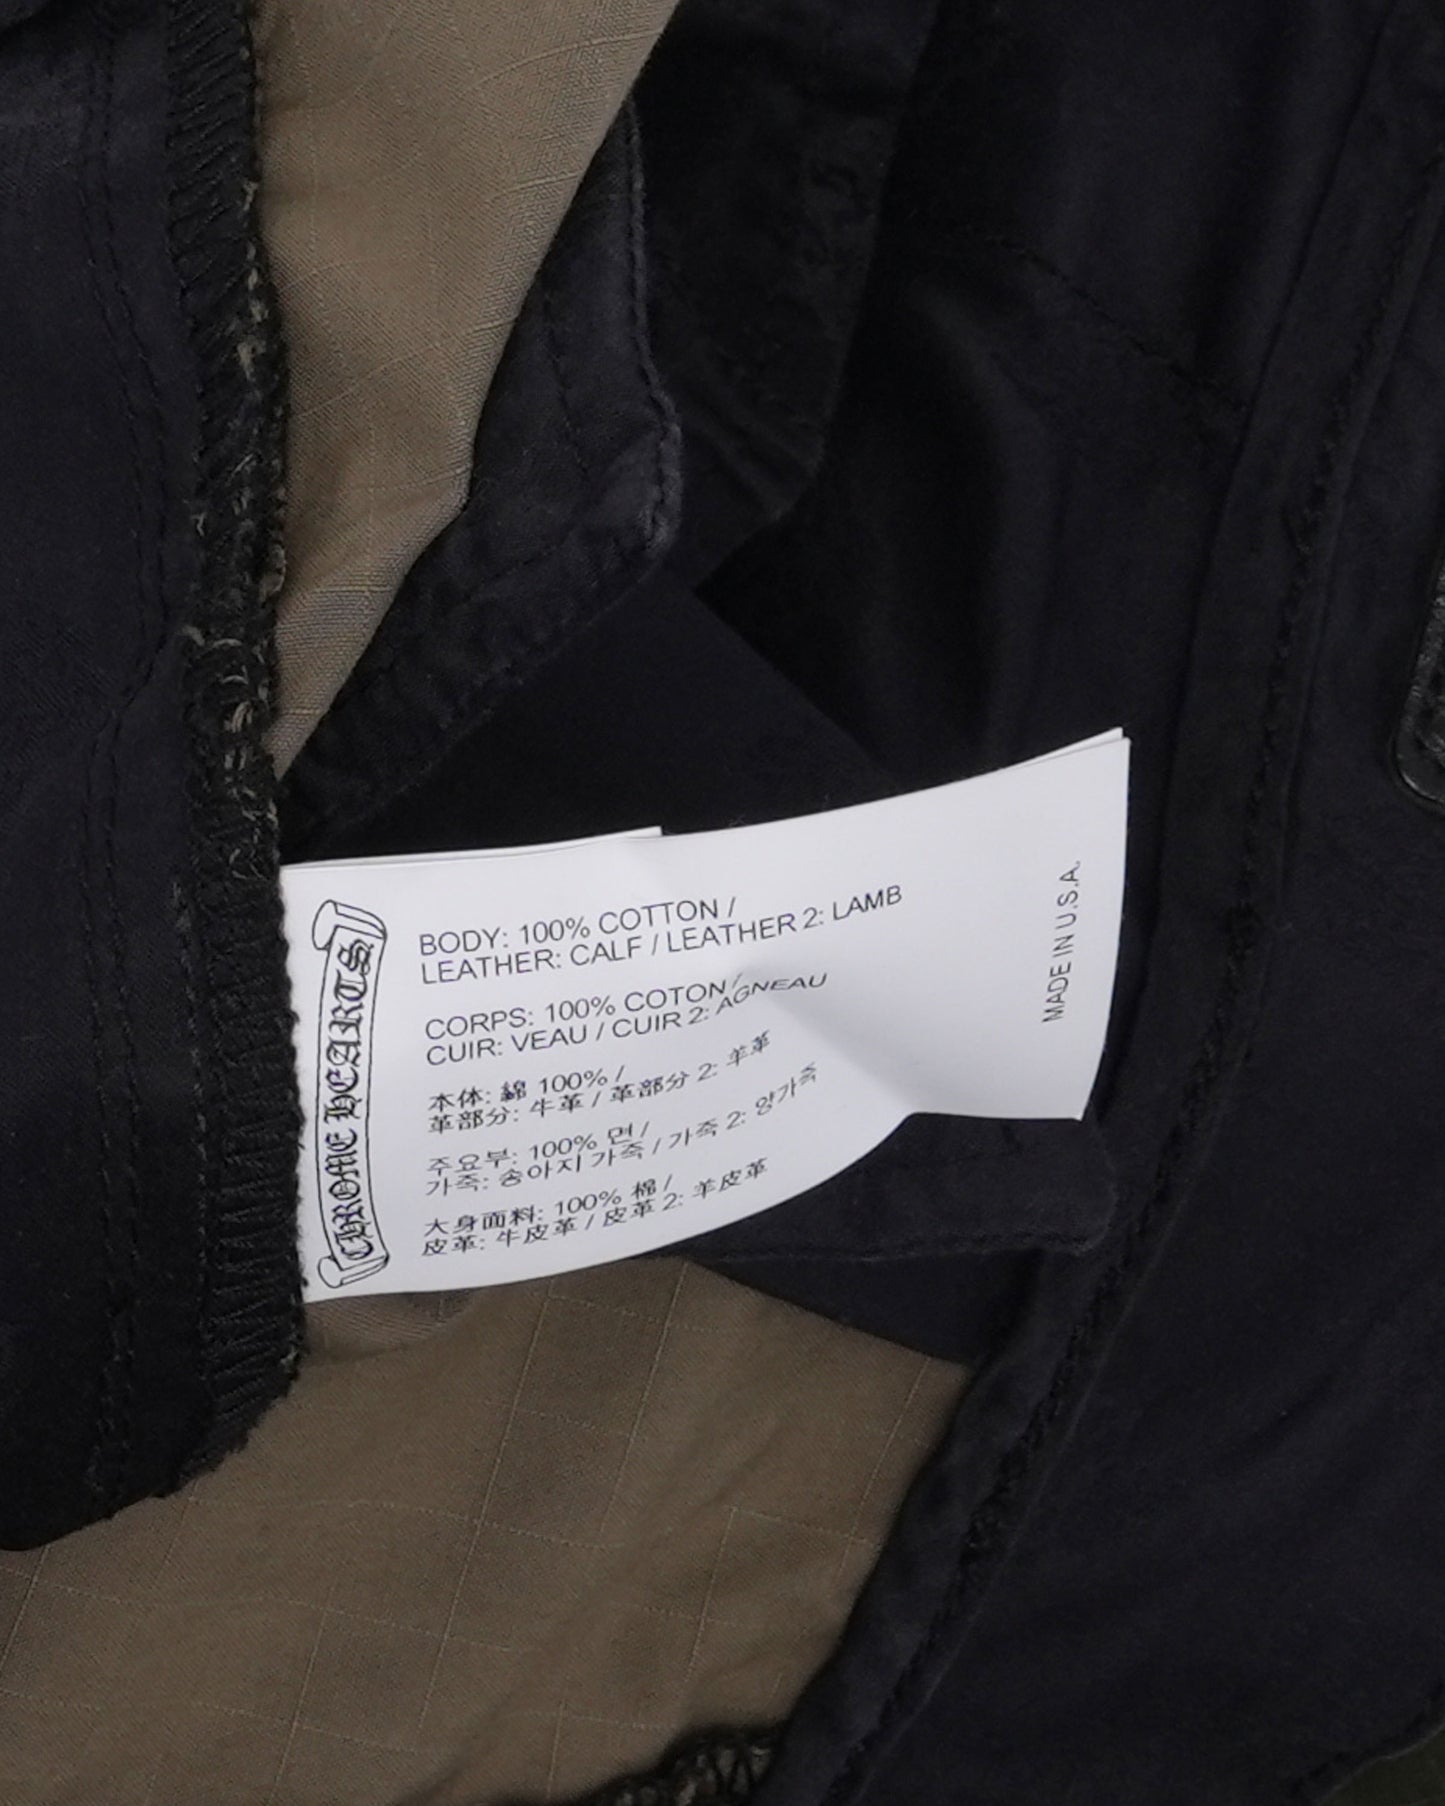 CHROME HEARTS
BODY: 100% COTTON /
LEATHER: CALF / LEATHER 2: LAMB
CORPS: 100% COTON /
CUIR: VEAU / CUIR 2: AGNEAU
本体: 綿 100% /
革部分: 牛革 / 革部分 2: 羊革
주요부: 100% 면 /
가죽: 송아지 가죽 / 가죽 2: 양가죽
大身面料: 100% 棉 /
皮革: 牛皮革 / 皮革 2: 羊皮革
MADE IN U.S.A.